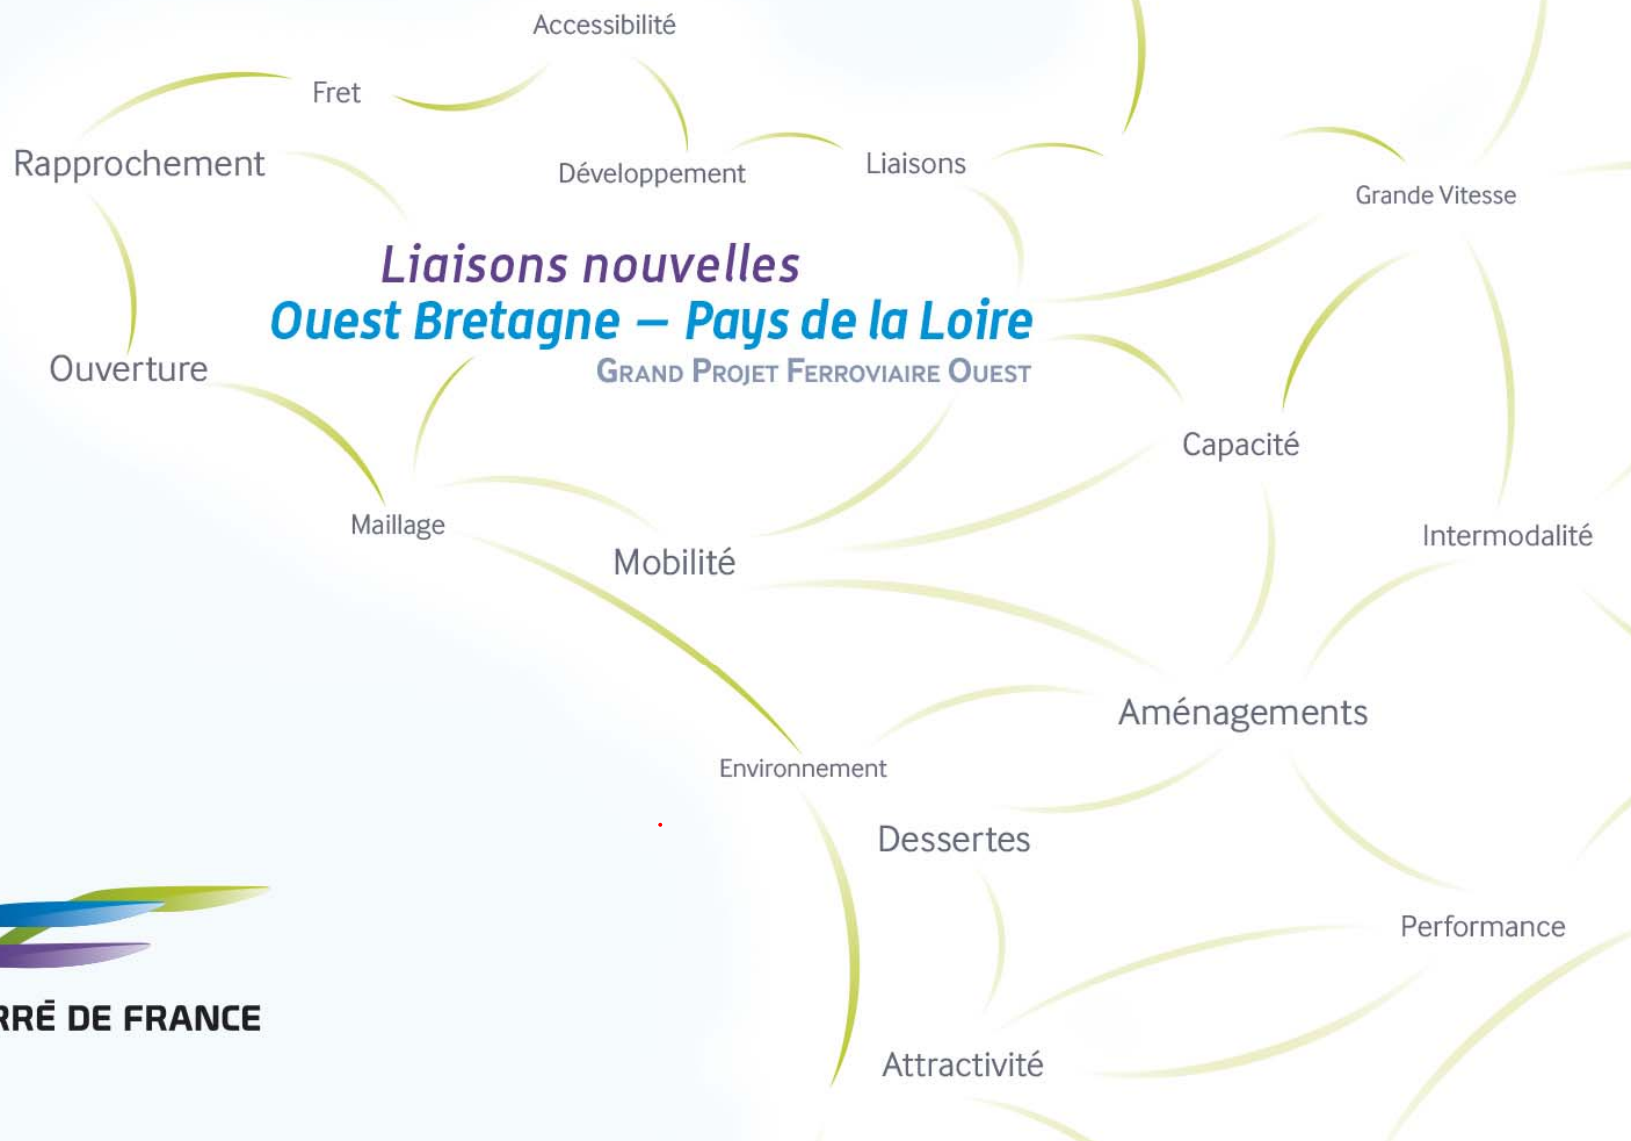 Accessibilité
Fret
Rapprochement
Développement
Liaisons
Grande Vitesse
Liaisons nouvelles
Ouest Bretagne – Pays de la Loire
GRAND PROJET FERROVIAIRE OUEST
Ouverture
Capacité
Maillage
Intermodalité
Mobilité
Aménagements
Environnement
Dessertes
Performance
RRÉ DE FRANCE
Attractivité